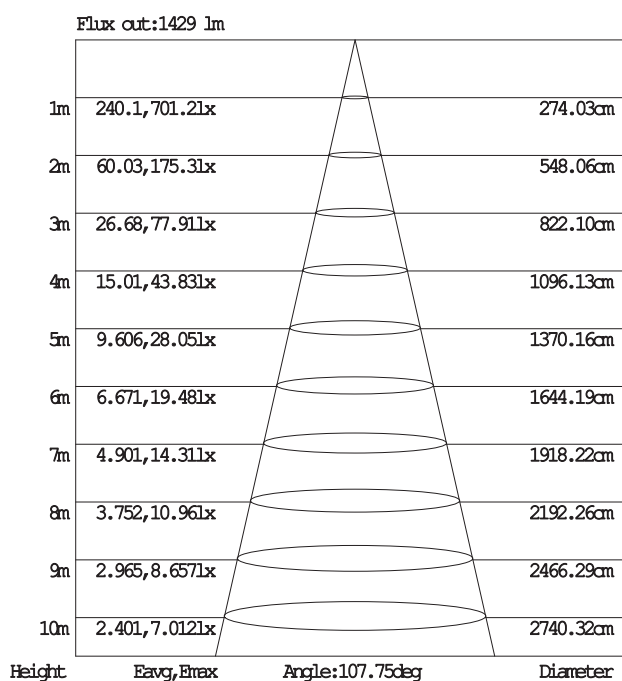 Flux out:1429 lm
1m 240.1,701.2lx 274.03cm
2m 60.03,175.3lx 548.06cm
3m 26.68,77.91lx 822.10cm
4m 15.01,43.83lx 1096.13cm
5m 9.606,28.05lx 1370.16cm
6m 6.671,19.48lx 1644.19cm
7m 4.901,14.31lx 1918.22cm
8m 3.752,10.96lx 2192.26cm
9m 2.965,8.657lx 2466.29cm
10m 2.401,7.012lx 2740.32cm
Height Eavg,Emax Angle:107.75deg Diameter